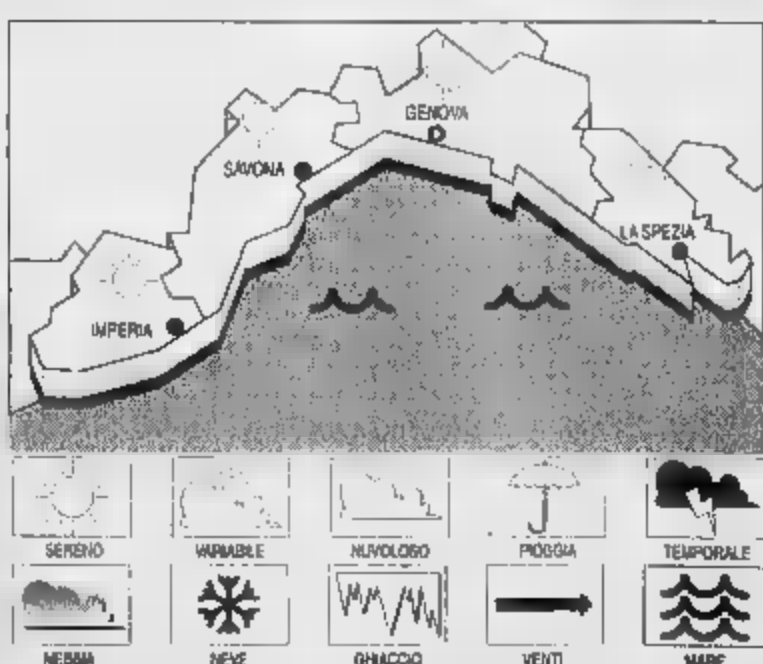 GENOVA
SAVONA
LA SPEZIA
IMPERIA
SERENO
VARIABILE
NUVOLOSO
PIOGGIA
TEMPORALE
NEBBIA
NEVE
GHIACCIO
VENTI
MARE